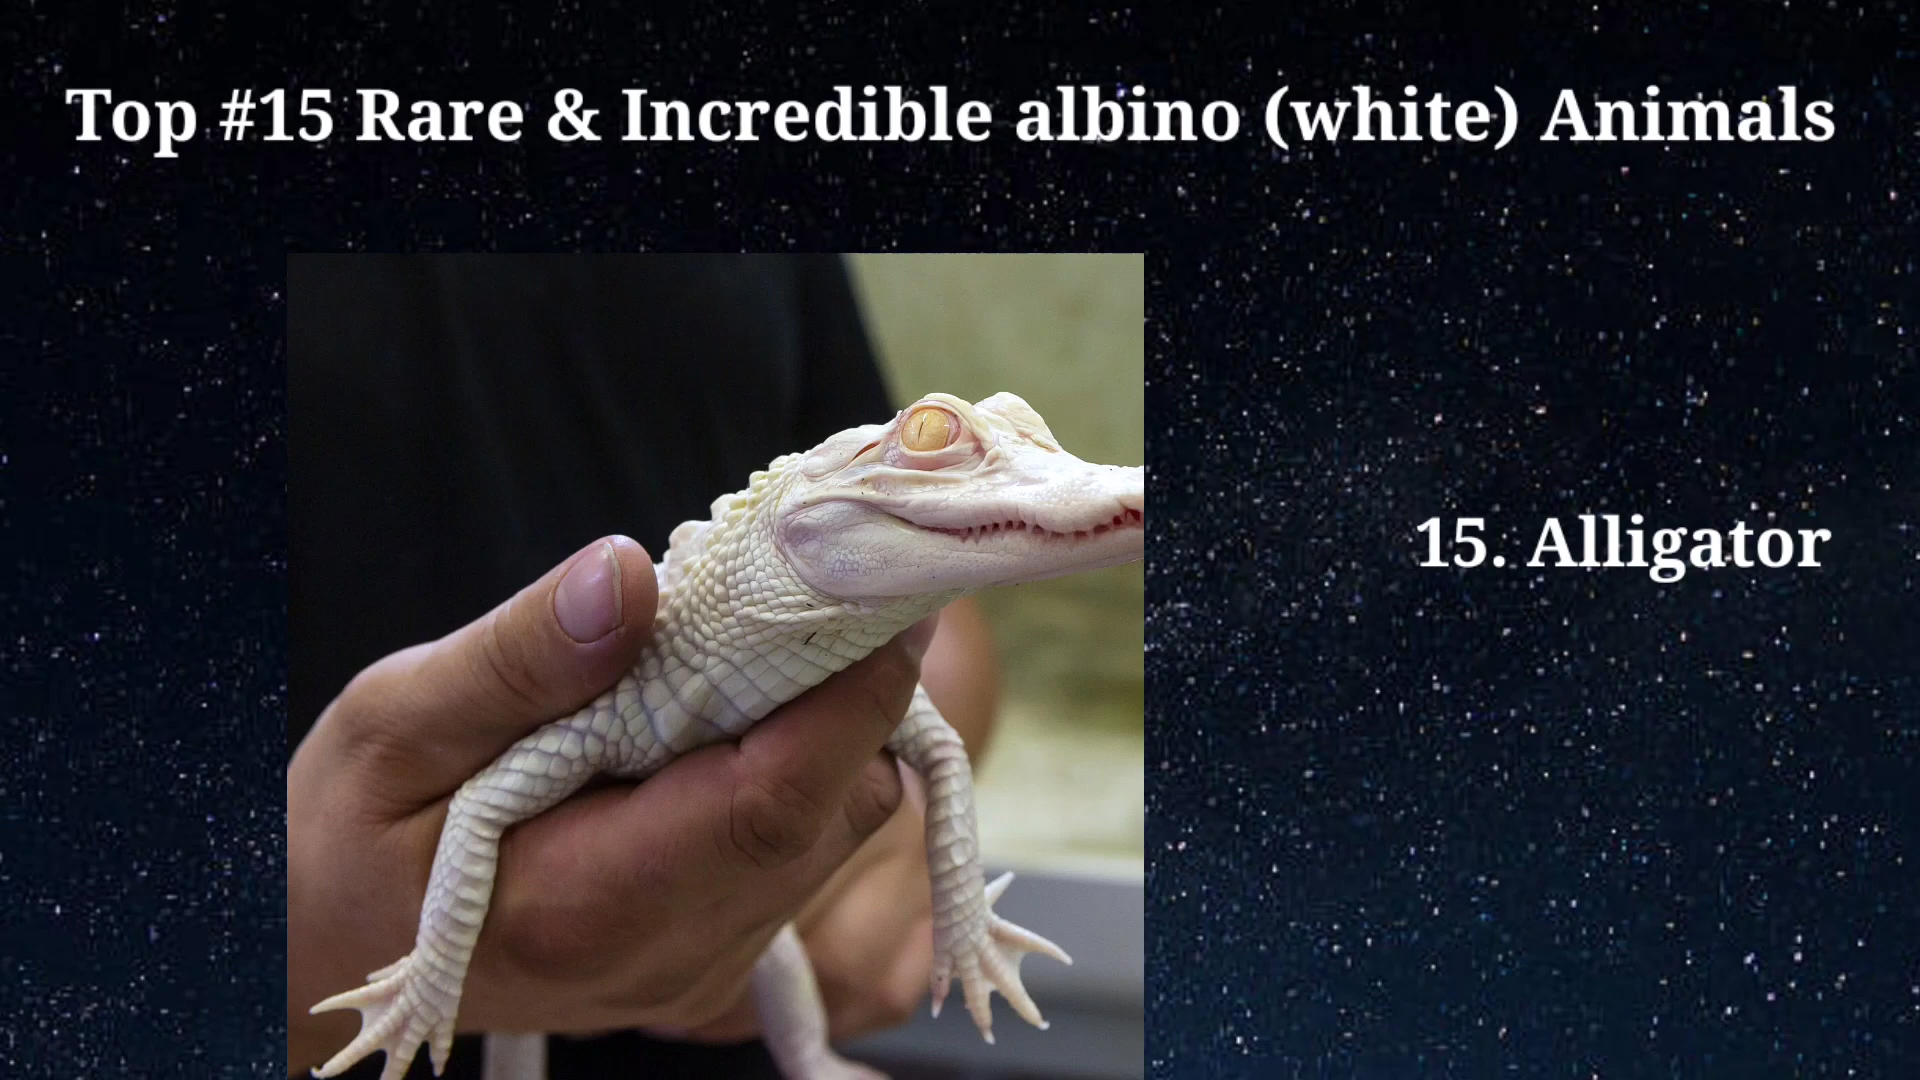 Top #15 Rare & Incredible albino (white) Animals
15. Alligator